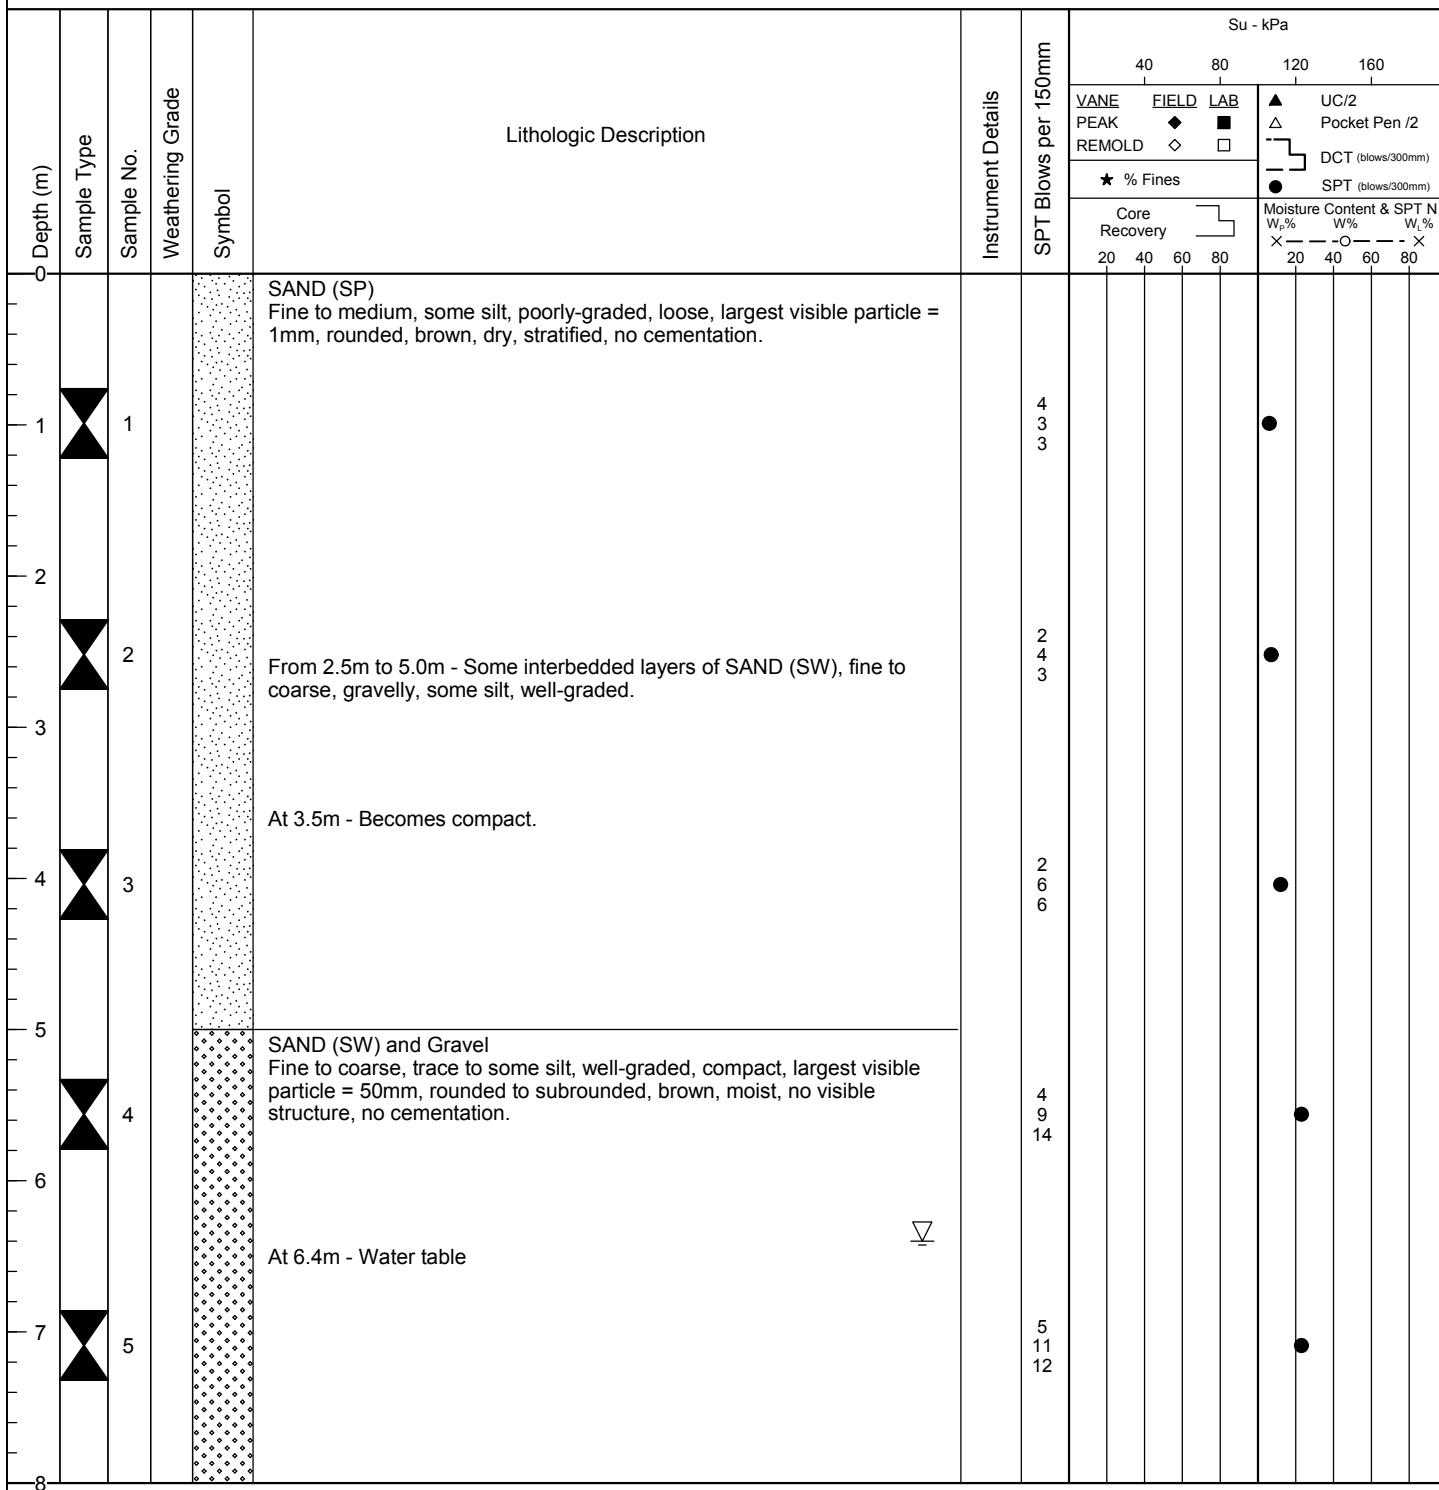 Su - kPa
40 80 120 160
Depth (m)
Sample Type
Sample No.
Weathering Grade
Symbol
Lithologic Description
Instrument Details
SPT Blows per 150mm
VANE FIELD LAB
PEAK
REMOLD
% Fines
Core
Recovery
20 40 60 80
UC/2
Pocket Pen /2
DCT (blows/300mm)
SPT (blows/300mm)
Moisture Content & SPT N
WP% W% WL%
20 40 60 80
0
SAND (SP)
Fine to medium, some silt, poorly-graded, loose, largest visible particle =
1mm, rounded, brown, dry, stratified, no cementation.
1
1
4
3
3
2
2
From 2.5m to 5.0m - Some interbedded layers of SAND (SW), fine to
coarse, gravelly, some silt, well-graded.
2
4
3
3
At 3.5m - Becomes compact.
4
3
2
6
6
5
SAND (SW) and Gravel
Fine to coarse, trace to some silt, well-graded, compact, largest visible
particle = 50mm, rounded to subrounded, brown, moist, no visible
structure, no cementation.
4
4
9
14
6
At 6.4m - Water table
7
5
5
11
12
8